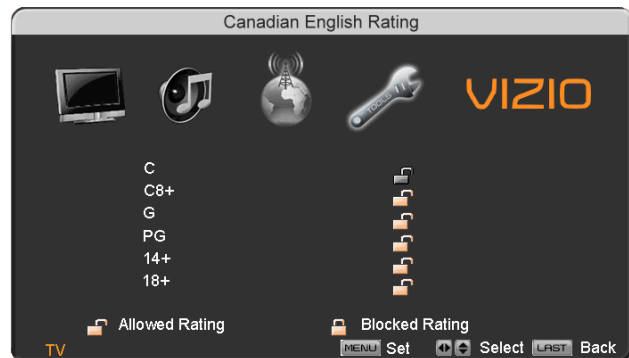 Canadian English Rating
TOOLS
VIZIO
C
C8+
G
PG
14+
18+
Allowed Rating Blocked Rating
TV MENU Set Select LAST Back